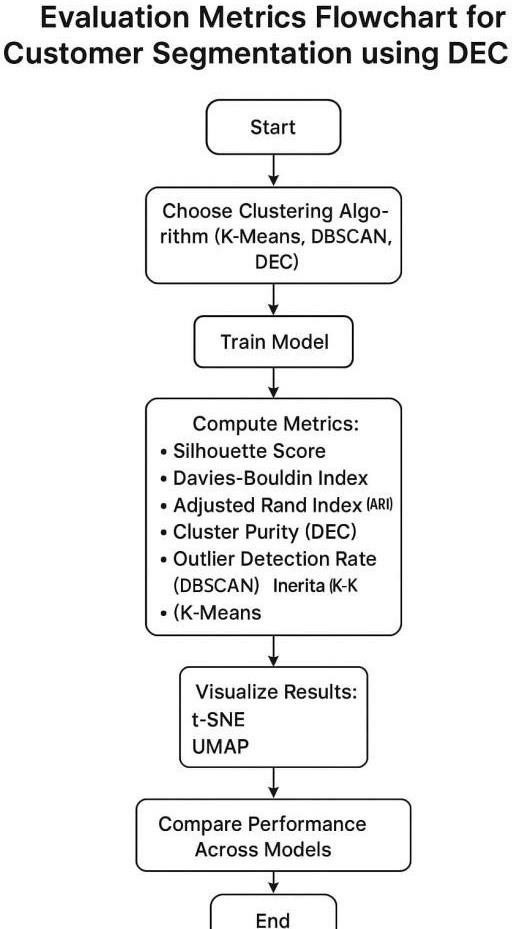 Evaluation Metrics Flowchart for
Customer Segmentation using DEC
Start
Choose Clustering Algo-
rithm (K-Means, DBSCAN,
DEC)
Train Model
Compute Metrics:
• Silhouette Score
• Davies-Bouldin Index
• Adjusted Rand Index (ARI)
• Cluster Purity (DEC)
• Outlier Detection Rate
(DBSCAN) Inerita (K-K
• (K-Means
Visualize Results:
t-SNE
UMAP
Compare Performance
Across Models
End